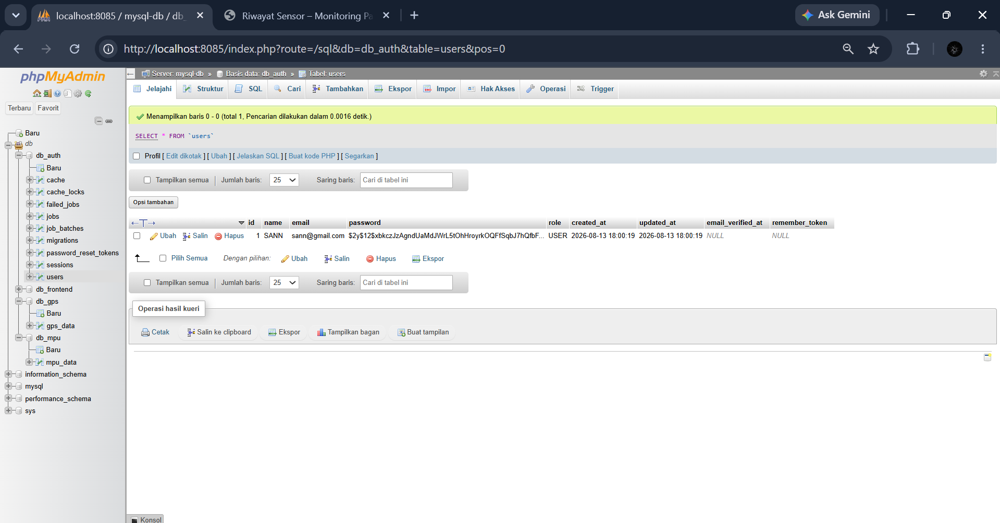 localhost:8085 / mysql-db / db_
Riwayat Sensor – Monitoring Pa
Ask Gemini
http://localhost:8085/index.php?route=/sql&db=db_auth&table=users&pos=0
phpMyAdmin
Terbaru
Favorit
Baru
db
db_auth
Baru
cache
cache_locks
failed_jobs
jobs
job_batches
migrations
password_reset_tokens
sessions
users
db_frontend
db_gps
Baru
gps_data
db_mpu
Baru
mpu_data
information_schema
mysql
performance_schema
sys
Server: mysql-db » Basis data: db_auth » Tabel: users
Jelajahi Struktur SQL Cari Tambahkan Ekspor Impor Hak Akses Operasi Trigger
Menampilkan baris 0 - 0 (total 1, Pencarian dilakukan dalam 0.0016 detik.)
SELECT * FROM `users`
Profil [ Edit dikotak ] [ Ubah ] [ Jelaskan SQL ] [ Buat kode PHP ] [ Segarkan ]
Tampilkan semua Jumlah baris: 25 Saring baris: Cari di tabel ini
Opsi tambahan
id name email password role created_at updated_at email_verified_at remember_token
Ubah Salin Hapus 1 SANN sann@gmail.com $2y$12$xbkczJzAgndUaMdJWrL5tOhHroyrkOQFfSqbJ7hQfbF... USER 2026-08-13 18:00:19 2026-08-13 18:00:19 NULL NULL
Pilih Semua Dengan pilihan: Ubah Salin Hapus Ekspor
Tampilkan semua Jumlah baris: 25 Saring baris: Cari di tabel ini
Operasi hasil kueri
Cetak Salin ke clipboard Ekspor Tampilkan bagan Buat tampilan
Konsol